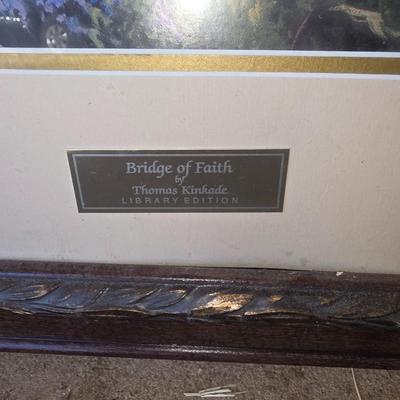 Bridge of Faith
by
Thomas Kinkade
LIBRARY EDITION